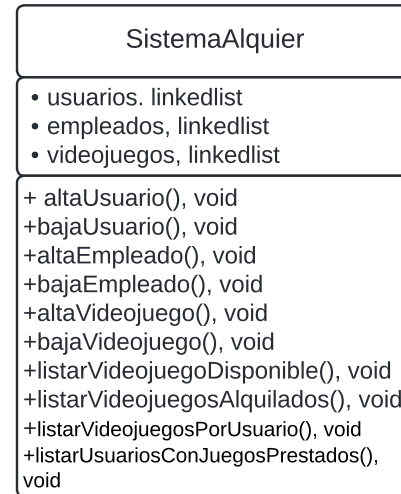 SistemaAlquier
• usuarios. linkedlist
• empleados, linkedlist
• videojuegos, linkedlist
+ altaUsuario(), void
+bajaUsuario(), void
+altaEmpleado(), void
+bajaEmpleado(), void
+altaVideojuego(), void
+bajaVideojuego(), void
+listarVideojuegoDisponible(), void
+listarVideojuegosAlquilados(), void
+listarVideojuegosPorUsuario(), void
+listarUsuariosConJuegosPrestados(),
void